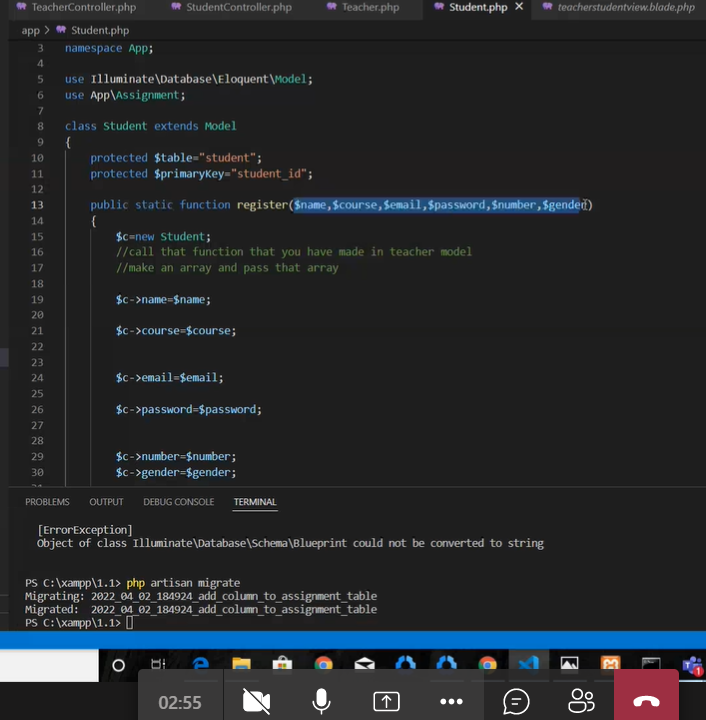 TeacherController.php StudentController.php Teacher.php Student.php teacherstudentview.blade.php
app > Student.php
3 namespace App;
4
5 use Illuminate\Database\Eloquent\Model;
6 use App\Assignment;
7
8 class Student extends Model
9 {
10 protected $table="student";
11 protected $primaryKey="student_id";
12
13 public static function register($name,$course,$email,$password,$number,$gender)
14 {
15 $c=new Student;
16 //call that function that you have made in teacher model
17 //make an array and pass that array
18
19 $c->name=$name;
20
21 $c->course=$course;
22
23
24 $c->email=$email;
25
26 $c->password=$password;
27
28
29 $c->number=$number;
30 $c->gender=$gender;
PROBLEMS OUTPUT DEBUG CONSOLE TERMINAL
[ErrorException]
Object of class Illuminate\Database\Schema\Blueprint could not be converted to string
PS C:\xampp\1.1> php artisan migrate
Migrating: 2022_04_02_184924_add_column_to_assignment_table
Migrated: 2022_04_02_184924_add_column_to_assignment_table
PS C:\xampp\1.1>
02:55